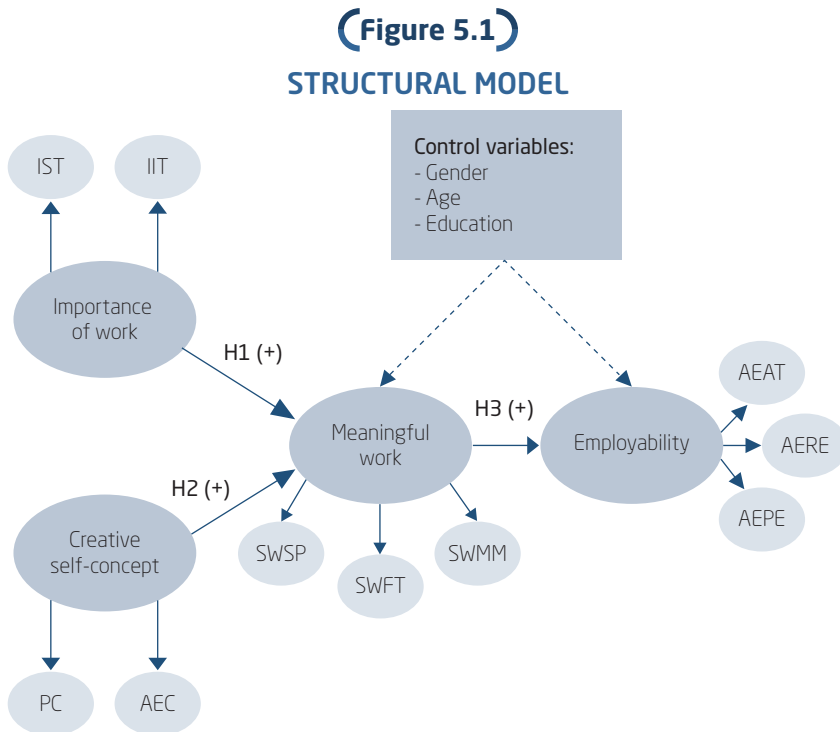 Figure 5.1
STRUCTURAL MODEL
Control variables:
- Gender
- Age
- Education
IST
IIT
Importance
of work
H1 (+)
Meaningful
work
H3 (+)
Employability
AEAT
AERE
AEPE
H2 (+)
Creative
self-concept
SWSP
SWFT
SWMM
PC
AEC